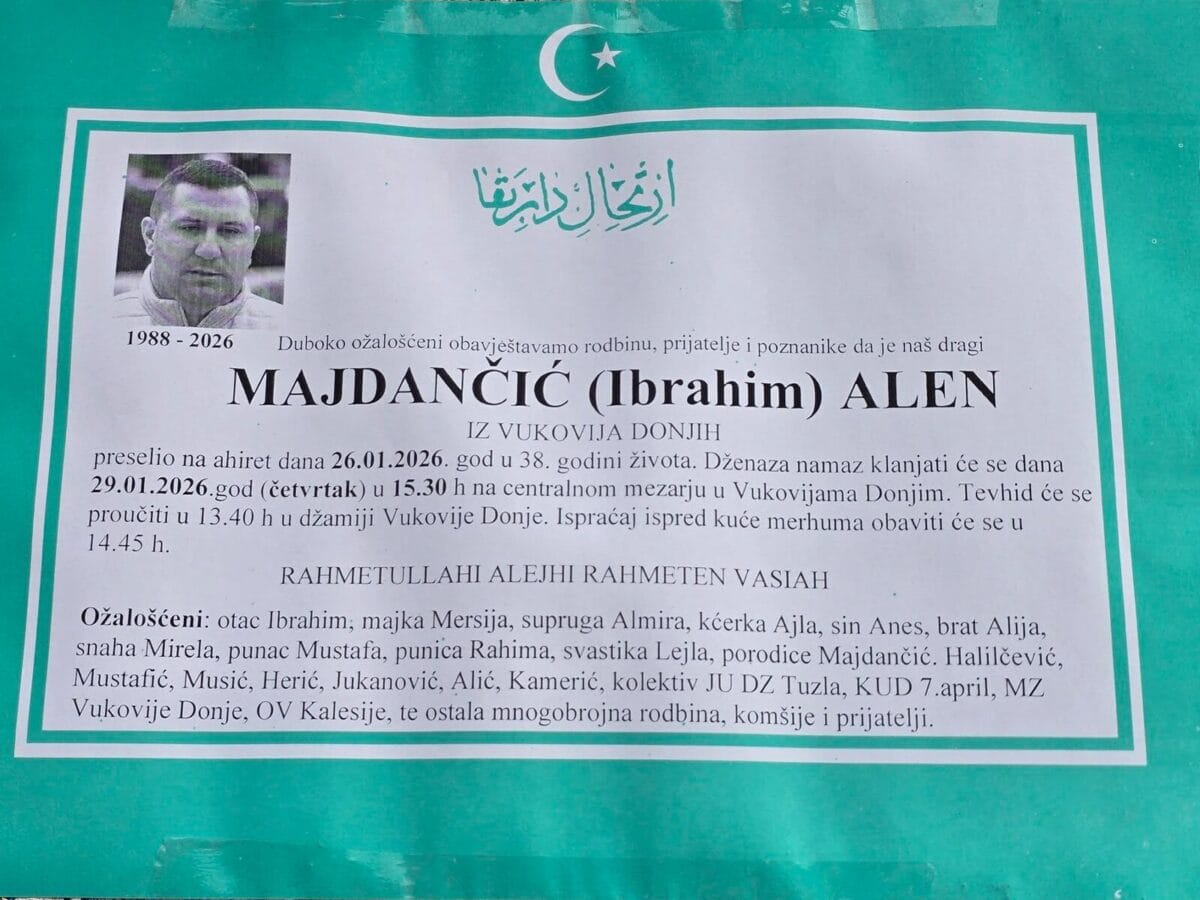 ارتحال دار بقا
1988 - 2026
Duboko ožalošćeni obavještavamo rodbinu, prijatelje i poznanike da je naš dragi
MAJDANČIĆ (Ibrahim) ALEN
IZ VUKOVIJA DONJIH
preselio na ahiret dana 26.01.2026. god u 38. godini života. Dženaza namaz klanjati će se dana
29.01.2026.god (četvrtak) u 15.30 h na centralnom mezarju u Vukovijama Donjim. Tevhid će se
proučiti u 13.40 h u džamiji Vukovije Donje. Ispraćaj ispred kuće merhuma obaviti će se u
14.45 h.
RAHMETULLAHI ALEJHI RAHMETEN VASIAH
Ožalošćeni: otac Ibrahim, majka Mersija, supruga Almira, kćerka Ajla, sin Anes, brat Alija,
snaha Mirela, punac Mustafa, punica Rahima, svastika Lejla, porodice Majdančić. Halilčević,
Mustafić, Musić, Herić, Jukanović, Alić, Kamerić, kolektiv JU DZ Tuzla, KUD 7.april, MZ
Vukovije Donje, OV Kalesije, te ostala mnogobrojna rodbina, komšije i prijatelji.